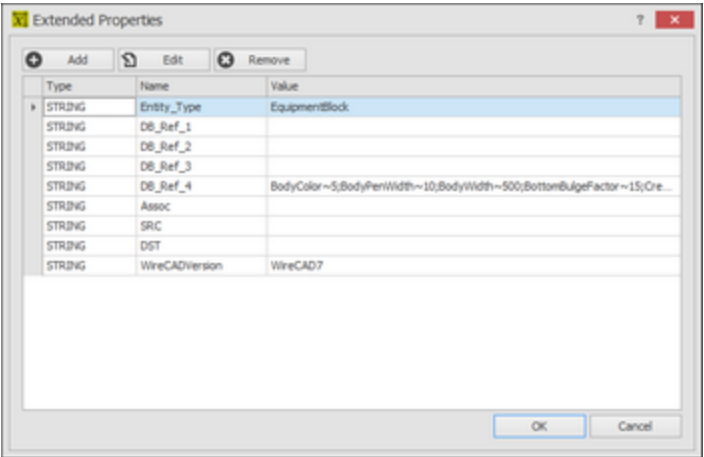 Extended Properties ?
Add Edit Remove
Type Name Value
STRING Entity_Type EquipmentBlock
STRING DB_Ref_1
STRING DB_Ref_2
STRING DB_Ref_3
STRING DB_Ref_4 BodyColor~5;BodyPenWidth~10;BodyWidth~500;BottomBulgeFactor~15;Cre...
STRING Assoc
STRING SRC
STRING DST
STRING WireCADVersion WireCAD7
OK Cancel